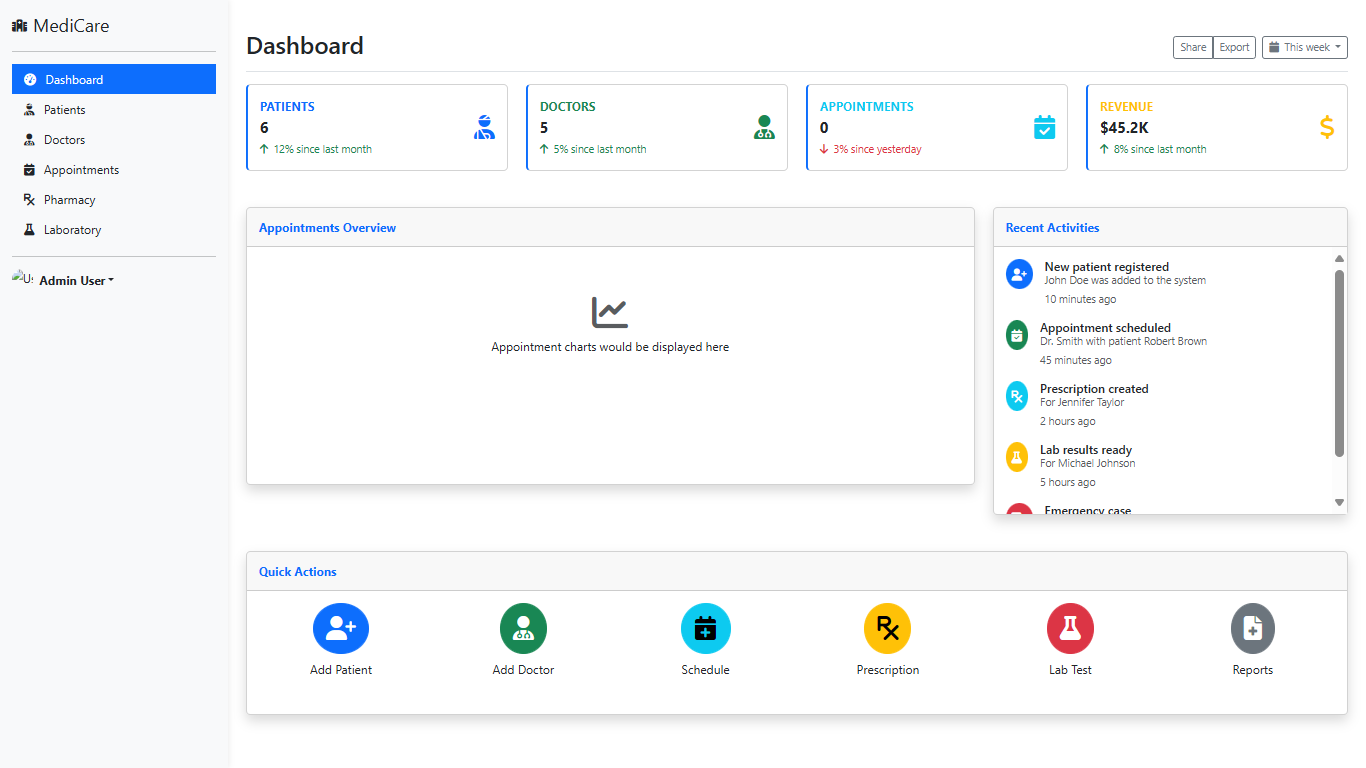 MediCare
Dashboard
Patients
Doctors
Appointments
Pharmacy
Laboratory
Admin User
Dashboard
Share
Export
This week
PATIENTS
6
12% since last month
DOCTORS
5
5% since last month
APPOINTMENTS
0
3% since yesterday
REVENUE
$45.2K
8% since last month
Appointments Overview
Appointment charts would be displayed here
Recent Activities
New patient registered
John Doe was added to the system
10 minutes ago
Appointment scheduled
Dr. Smith with patient Robert Brown
45 minutes ago
Prescription created
For Jennifer Taylor
2 hours ago
Lab results ready
For Michael Johnson
5 hours ago
Emergency case
Quick Actions
Add Patient
Add Doctor
Schedule
Prescription
Lab Test
Reports